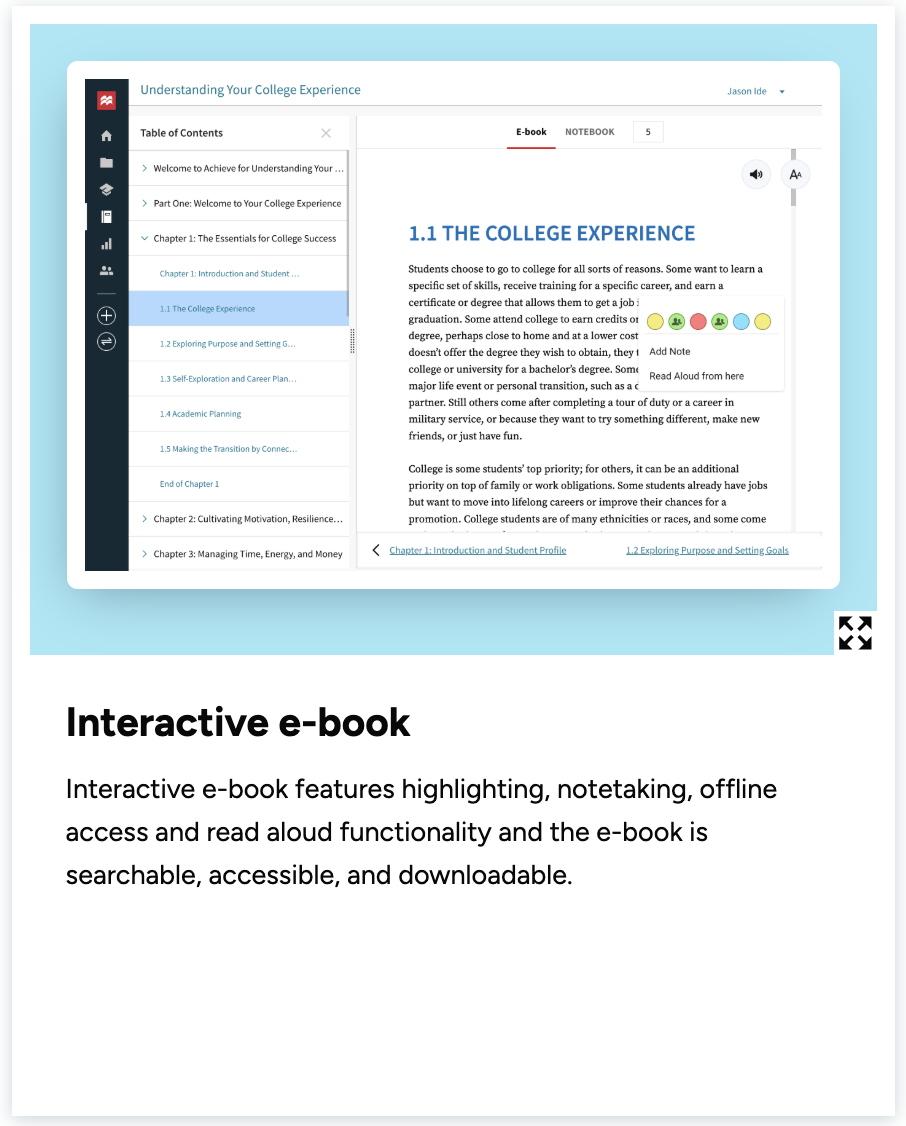 Understanding Your College Experience
Jason Ide
Table of Contents
Welcome to Achieve for Understanding Your ...
Part One: Welcome to Your College Experience
Chapter 1: The Essentials for College Success
Chapter 1: Introduction and Student ...
1.1 The College Experience
1.2 Exploring Purpose and Setting G...
1.3 Self-Exploration and Career Plan...
1.4 Academic Planning
1.5 Making the Transition by Connec...
End of Chapter 1
Chapter 2: Cultivating Motivation, Resilience...
Chapter 3: Managing Time, Energy, and Money
E-book NOTEBOOK 5
AA
1.1 THE COLLEGE EXPERIENCE
Students choose to go to college for all sorts of reasons. Some want to learn a
specific set of skills, receive training for a specific career, and earn a
certificate or degree that allows them to get a job
graduation. Some attend college to earn credits
degree, perhaps close to home and at a lower cost
doesn't offer the degree they wish to obtain, they
college or university for a bachelor's degree. Some
major life event or personal transition, such as a
partner. Still others come after completing a tour of duty or a career in
military service, or because they want to try something different, make new
friends, or just have fun.
Add Note
Read Aloud from here
College is some students' top priority; for others, it can be an additional
priority on top of family or work obligations. Some students already have jobs
but want to move into lifelong careers or improve their chances for a
promotion. College students are of many ethnicities or races, and some come
Chapter 1: Introduction and Student Profile
1.2 Exploring Purpose and Setting Goals
Interactive e-book
Interactive e-book features highlighting, notetaking, offline
access and read aloud functionality and the e-book is
searchable, accessible, and downloadable.